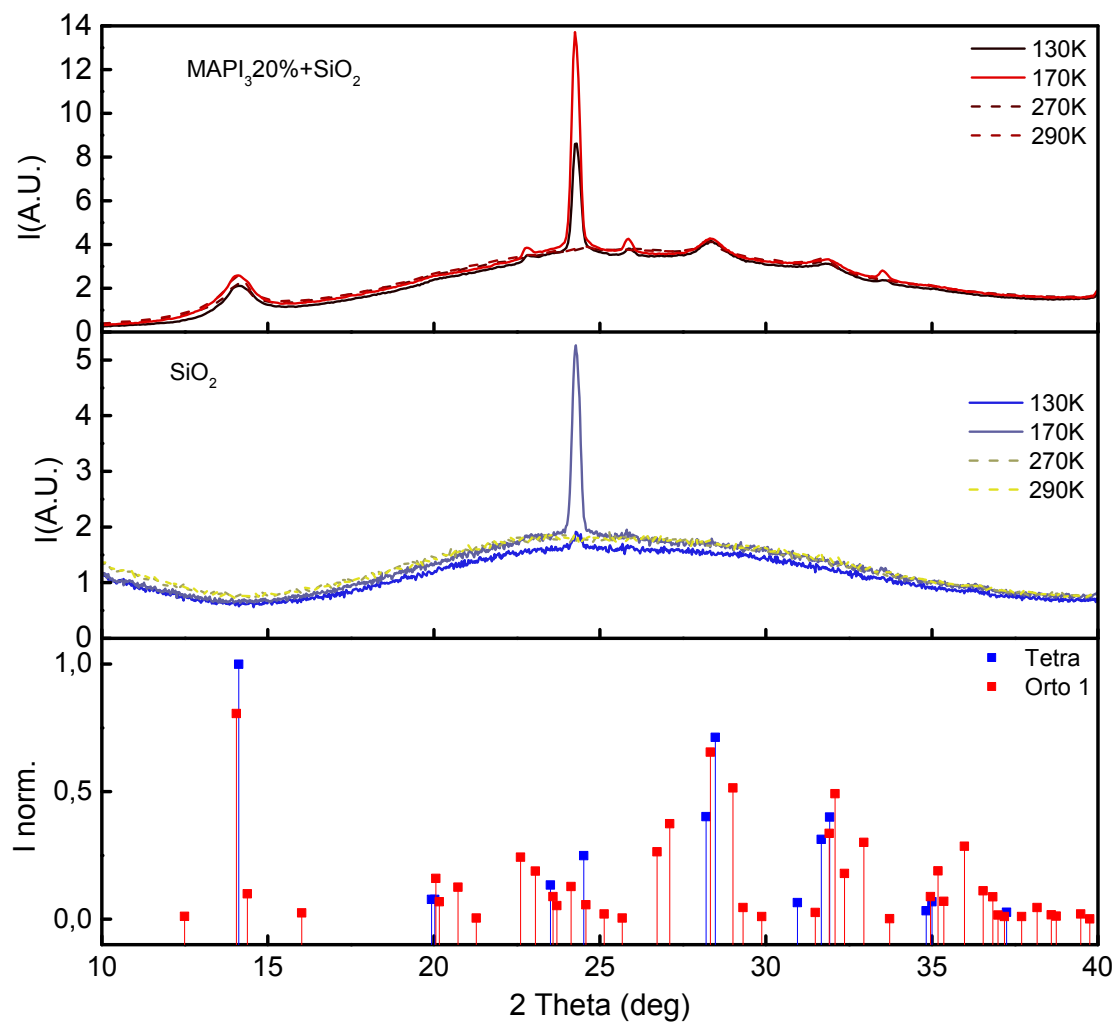 14
12
10
8
6
4
2
0
I(A.U.)
MAPI₃20%+SiO₂
130K
170K
270K
290K
5
4
3
2
1
0
I(A.U.)
SiO₂
130K
170K
270K
290K
1,0
0,5
0,0
I norm.
Tetra
Orto 1
10 15 20 25 30 35 40
2 Theta (deg)